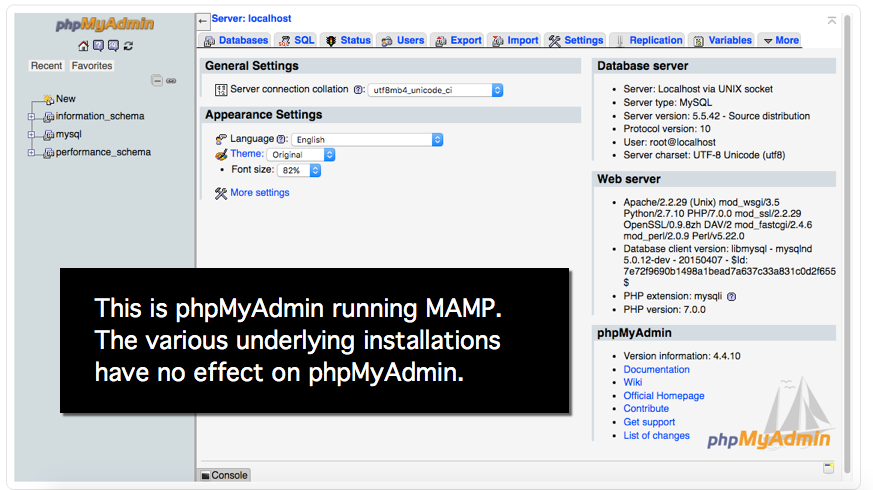 phpMyAdmin
Recent Favorites
New
information_schema
mysql
performance_schema
Server: localhost
Databases SQL Status Users Export Import Settings Replication Variables More
General Settings
Server connection collation : utf8mb4_unicode_ci
Appearance Settings
Language : English
Theme: Original
Font size: 82%
More settings
Database server
Server: Localhost via UNIX socket
Server type: MySQL
Server version: 5.5.42 - Source distribution
Protocol version: 10
User: root@localhost
Server charset: UTF-8 Unicode (utf8)
Web server
Apache/2.2.29 (Unix) mod_wsgi/3.5
Python/2.7.10 PHP/7.0.0 mod_ssl/2.2.29
OpenSSL/0.9.8zh DAV/2 mod_fastcgi/2.4.6
mod_perl/2.0.9 Perl/v5.22.0
Database client version: libmysql - mysqlnd
5.0.12-dev - 20150407 - $Id:
7e72f9690b1498a1bead7a637c33a831c0d2f655
$
PHP extension: mysqli
PHP version: 7.0.0
phpMyAdmin
Version information: 4.4.10
Documentation
Wiki
Official Homepage
Contribute
Get support
List of changes
phpMyAdmin
This is phpMyAdmin running MAMP.
The various underlying installations
have no effect on phpMyAdmin.
Console